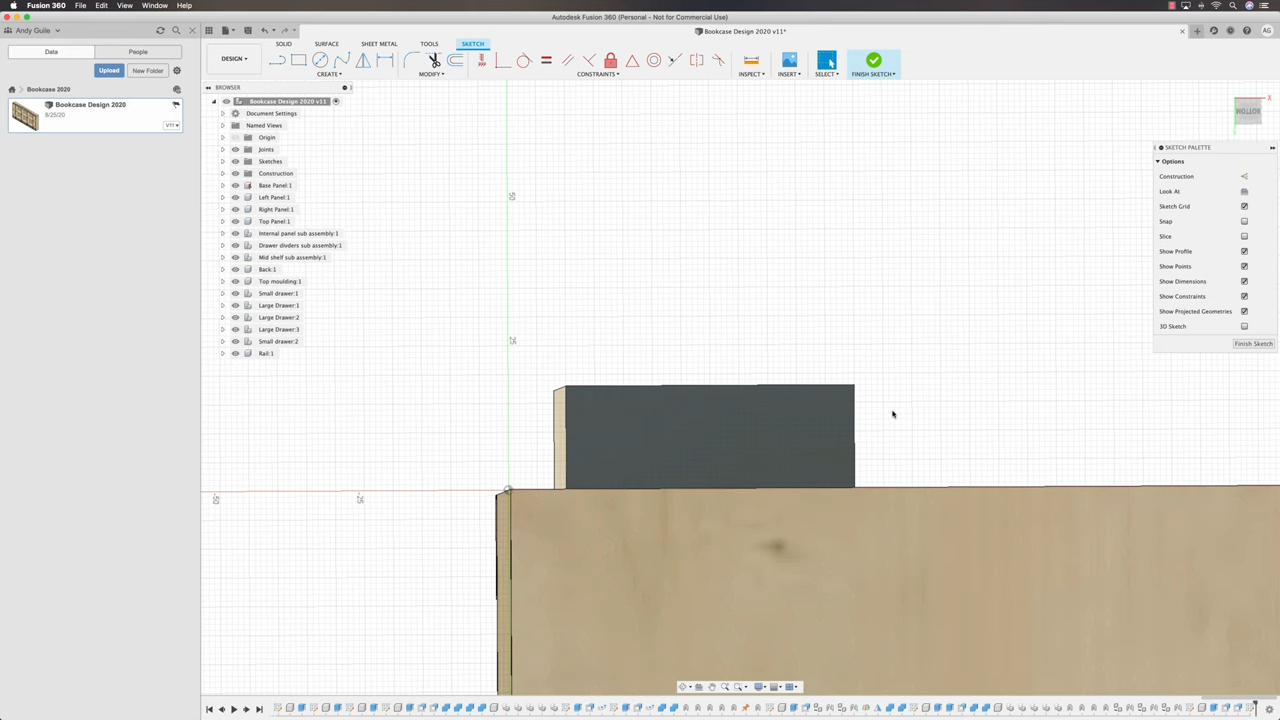 Fusion 360 File Edit View Window Help
Autodesk Fusion 360 (Personal - Not for Commercial Use)
Andy Guile
Bookcase Design 2020 v11*
AG
Data People
Upload New Folder
Bookcase 2020
Bookcase Design 2020
8/25/20
V11
SOLID SURFACE SHEET METAL TOOLS SKETCH
DESIGN
CREATE MODIFY CONSTRAINTS INSPECT INSERT SELECT FINISH SKETCH
BROWSER
Bookcase Design 2020 v11
Document Settings
Named Views
Origin
Joints
Sketches
Construction
Base Panel:1
Left Panel:1
Right Panel:1
Top Panel:1
Internal panel sub assembly:1
Drawer dividers sub assembly:1
Mid shelf sub assembly:1
Back:1
Top moulding:1
Small drawer:1
Large Drawer:1
Large Drawer:2
Large Drawer:3
Small drawer:2
Rail:1
50
25
-50
-25
X
BOTTOM
SKETCH PALETTE
Options
Construction
Look At
Sketch Grid
Snap
Slice
Show Profile
Show Points
Show Dimensions
Show Constraints
Show Projected Geometries
3D Sketch
Finish Sketch